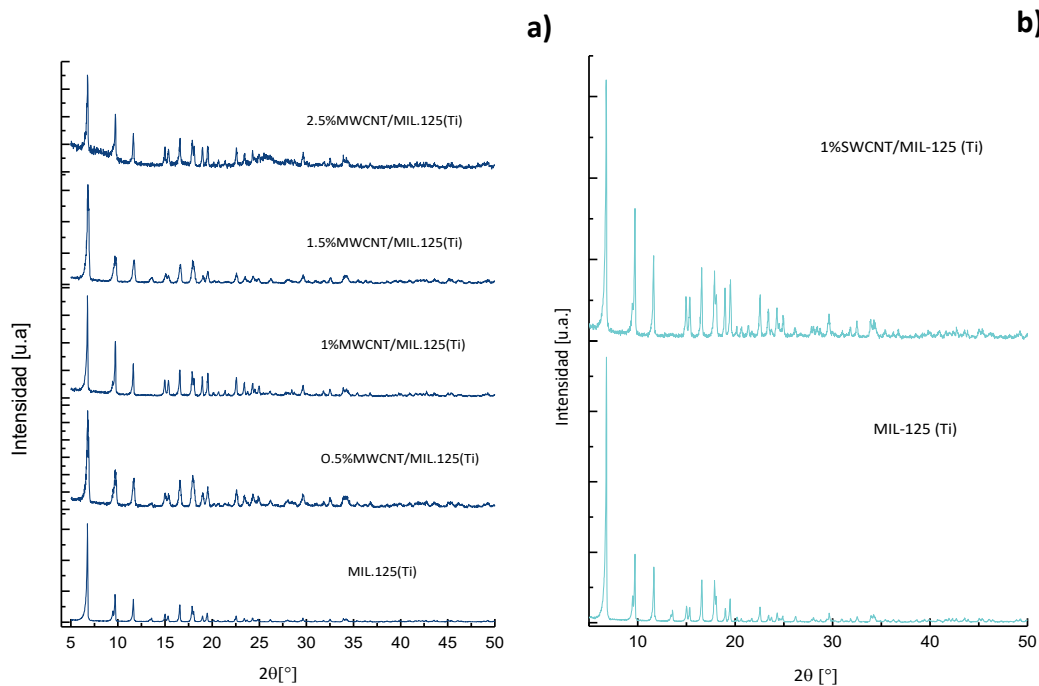 a)
2.5%MWCNT/MIL.125(Ti)
1.5%MWCNT/MIL.125(Ti)
1%MWCNT/MIL.125(Ti)
O.5%MWCNT/MIL.125(Ti)
MIL.125(Ti)
Intensidad [u.a]
5 10 15 20 25 30 35 40 45 50
2θ[°]
b)
1%SWCNT/MIL-125 (Ti)
MIL-125 (Ti)
Intensidad [u.a.]
10 20 30 40 50
2θ [°]